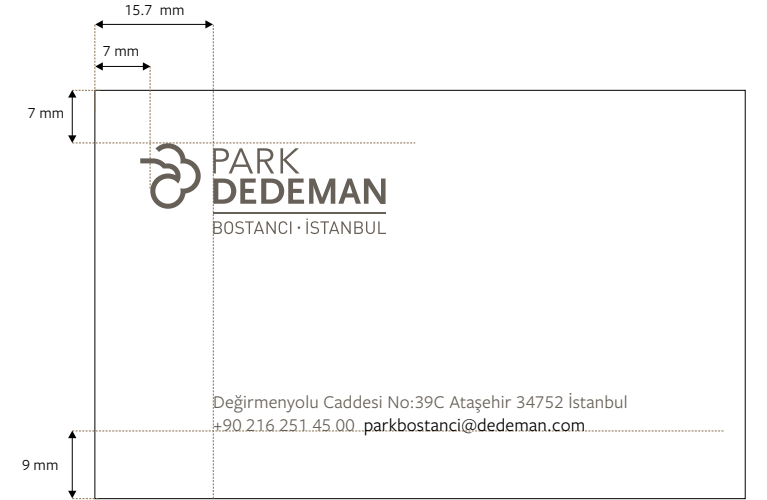 15.7 mm
7 mm
7 mm
PARK
DEDEMAN
BOSTANCI · İSTANBUL
Değirmenyolu Caddesi No:39C Ataşehir 34752 İstanbul
+90 216 251 45 00 parkbostanci@dedeman.com
9 mm